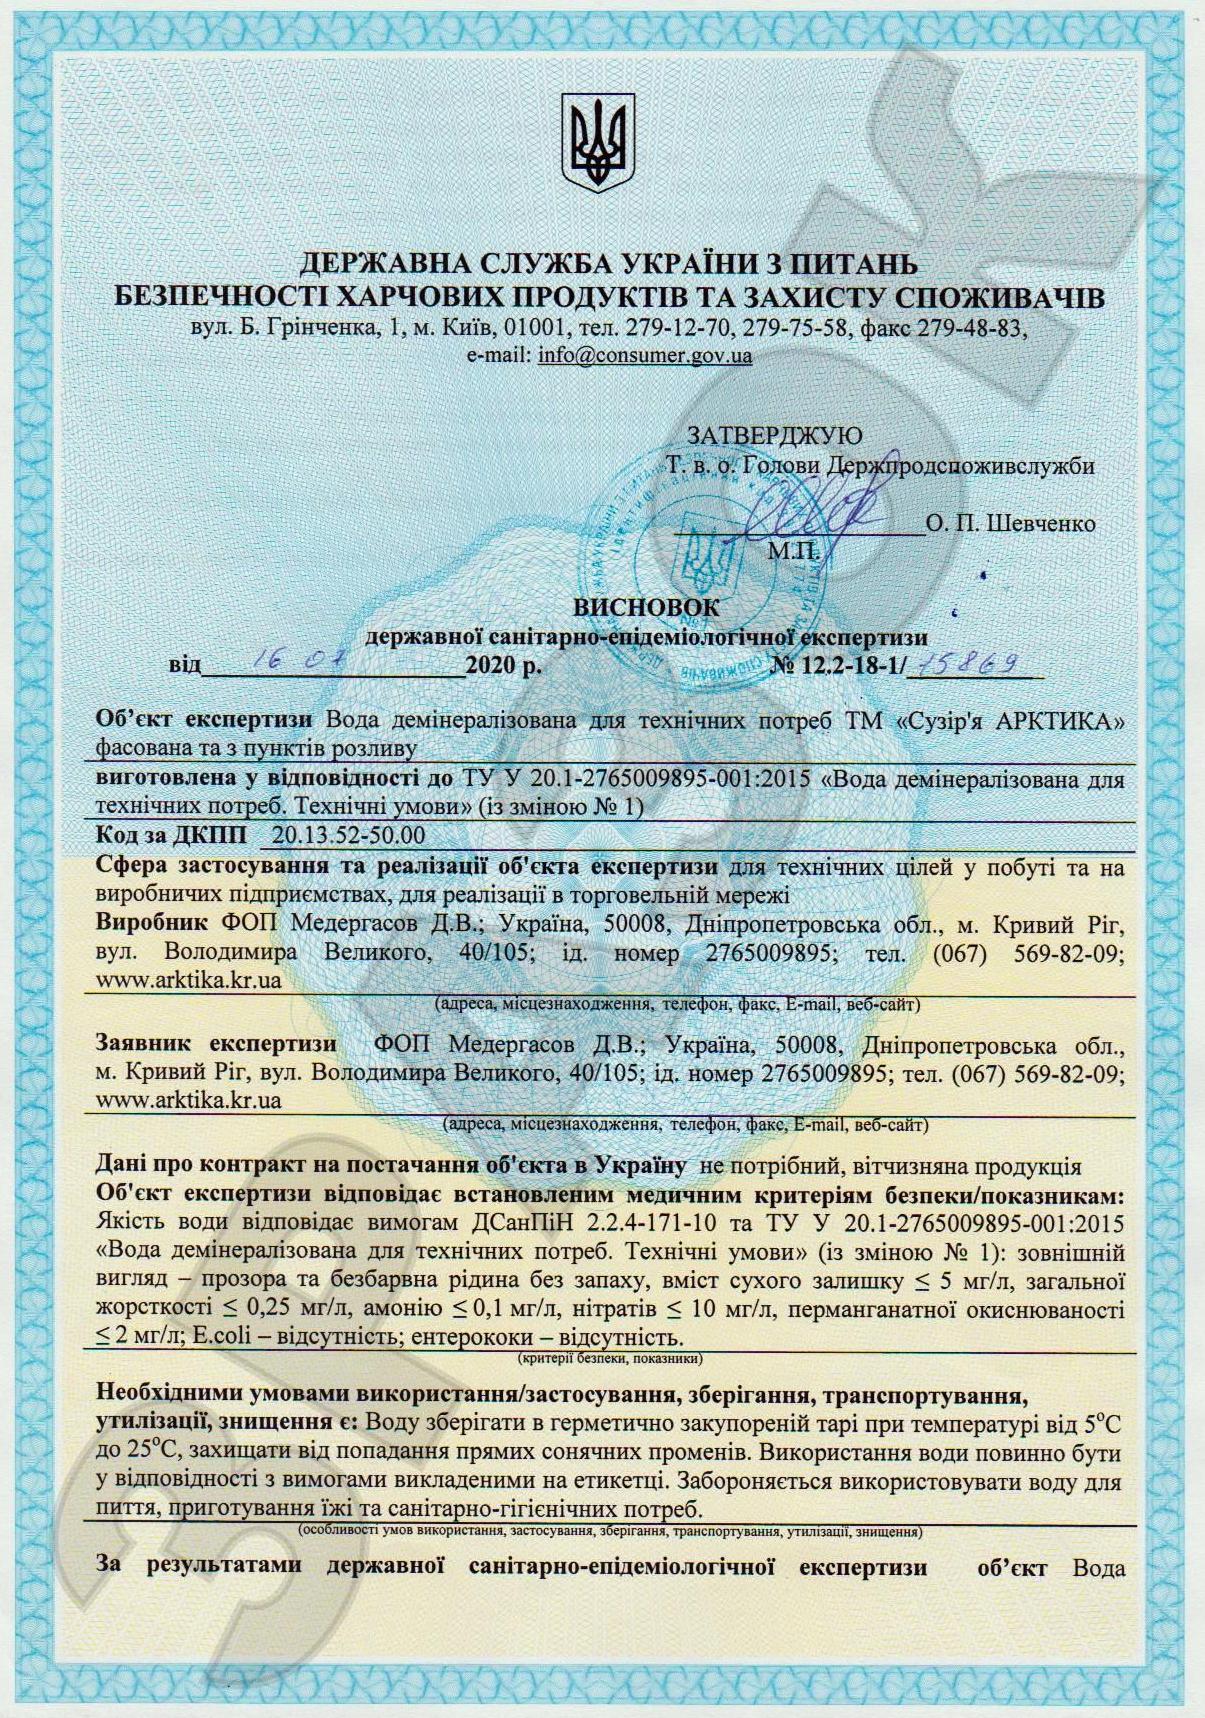 ДЕРЖАВНА СЛУЖБА УКРАЇНИ З ПИТАНЬ
БЕЗПЕЧНОСТІ ХАРЧОВИХ ПРОДУКТІВ ТА ЗАХИСТУ СПОЖИВАЧІВ
вул. Б. Грінченка, 1, м. Київ, 01001, тел. 279-12-70, 279-75-58, факс 279-48-83,
e-mail: info@consumer.gov.ua
ЗАТВЕРДЖУЮ
Т. в. о. Голови Держпродспоживслужби
О. П. Шевченко
М.П.
ВИСНОВОК
державної санітарно-епідеміологічної експертизи
від 16 07 2020 р. № 12.2-18-1/15869
Об’єкт експертизи Вода демінералізована для технічних потреб ТМ «Сузір'я АРКТИКА»
фасована та з пунктів розливу
виготовлена у відповідності до ТУ У 20.1-2765009895-001:2015 «Вода демінералізована для
технічних потреб. Технічні умови» (із зміною № 1)
Код за ДКПП 20.13.52-50.00
Сфера застосування та реалізації об'єкта експертизи для технічних цілей у побуті та на
виробничих підприємствах, для реалізації в торговельній мережі
Виробник ФОП Медергасов Д.В.; Україна, 50008, Дніпропетровська обл., м. Кривий Ріг,
вул. Володимира Великого, 40/105; ід. номер 2765009895; тел. (067) 569-82-09;
www.arktika.kr.ua
(адреса, місцезнаходження, телефон, факс, E-mail, веб-сайт)
Заявник експертизи ФОП Медергасов Д.В.; Україна, 50008, Дніпропетровська обл.,
м. Кривий Ріг, вул. Володимира Великого, 40/105; ід. номер 2765009895; тел. (067) 569-82-09;
www.arktika.kr.ua
(адреса, місцезнаходження, телефон, факс, E-mail, веб-сайт)
Дані про контракт на постачання об'єкта в Україну не потрібний, вітчизняна продукція
Об'єкт експертизи відповідає встановленим медичним критеріям безпеки/показникам:
Якість води відповідає вимогам ДСанПіН 2.2.4-171-10 та ТУ У 20.1-2765009895-001:2015
«Вода демінералізована для технічних потреб. Технічні умови» (із зміною № 1): зовнішній
вигляд – прозора та безбарвна рідина без запаху, вміст сухого залишку ≤ 5 мг/л, загальної
жорсткості ≤ 0,25 мг/л, амонію ≤ 0,1 мг/л, нітратів ≤ 10 мг/л, перманганатної окиснюваності
≤ 2 мг/л; E.coli – відсутність; ентерококи – відсутність.
(критерії безпеки, показники)
Необхідними умовами використання/застосування, зберігання, транспортування,
утилізації, знищення є: Воду зберігати в герметично закупореній тарі при температурі від 5⁰С
до 25⁰С, захищати від попадання прямих сонячних променів. Використання води повинно бути
у відповідності з вимогами викладеними на етикетці. Забороняється використовувати воду для
пиття, приготування їжі та санітарно-гігієнічних потреб.
(особливості умов використання, застосування, зберігання, транспортування, утилізації, знищення)
За результатами державної санітарно-епідеміологічної експертизи об’єкт Вода
ЗРАЗОК